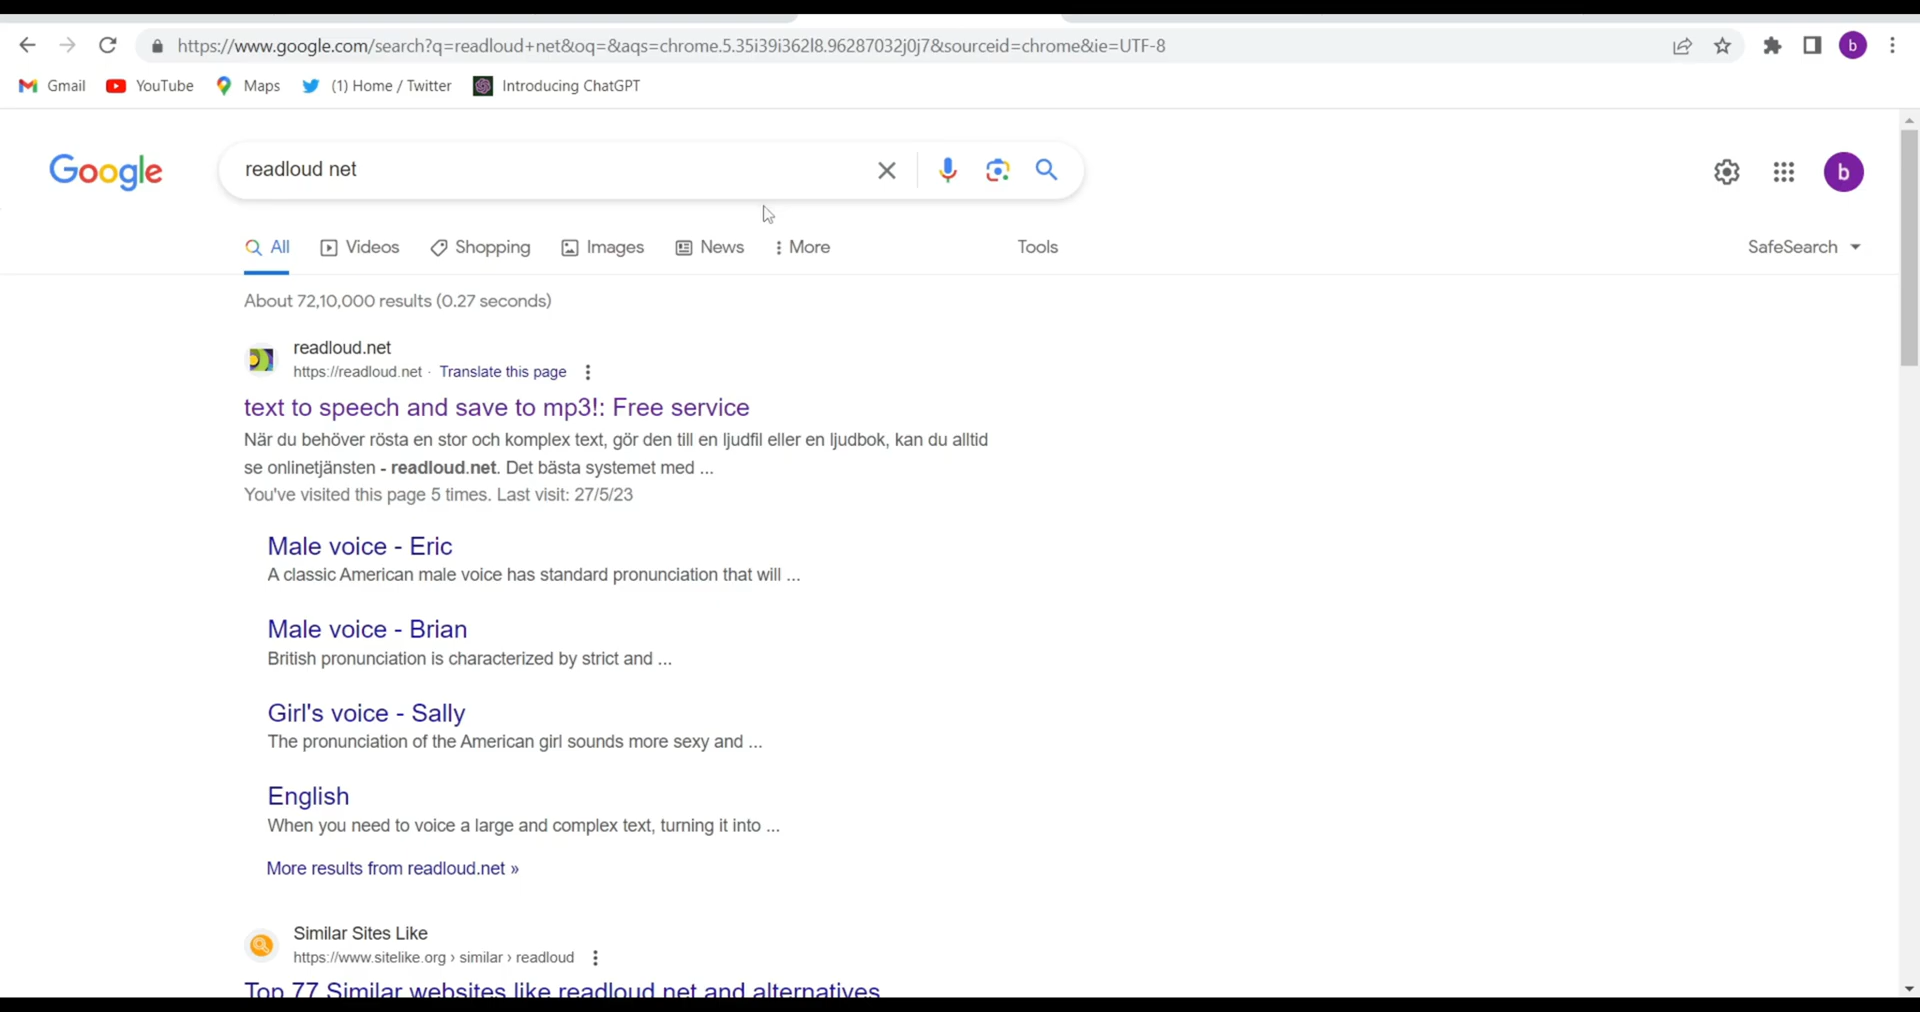 https://www.google.com/search?q=readloud+net&oq=&aqs=chrome.5.35i39i362l8.96287032j0j7&sourceid=chrome&ie=UTF-8
b
Gmail YouTube Maps (1) Home / Twitter Introducing ChatGPT
Google
readloud net
b
All Videos Shopping Images News More Tools SafeSearch
About 72,10,000 results (0.27 seconds)
readloud.net
https://readloud.net · Translate this page
text to speech and save to mp3!: Free service
När du behöver rösta en stor och komplex text, gör den till en ljudfil eller en ljudbok, kan du alltid
se onlinetjänsten - readloud.net. Det bästa systemet med ...
You've visited this page 5 times. Last visit: 27/5/23
Male voice - Eric
A classic American male voice has standard pronunciation that will ...
Male voice - Brian
British pronunciation is characterized by strict and ...
Girl's voice - Sally
The pronunciation of the American girl sounds more sexy and ...
English
When you need to voice a large and complex text, turning it into ...
More results from readloud.net »
Similar Sites Like
https://www.sitelike.org › similar › readloud
Top 77 Similar websites like readloud.net and alternatives